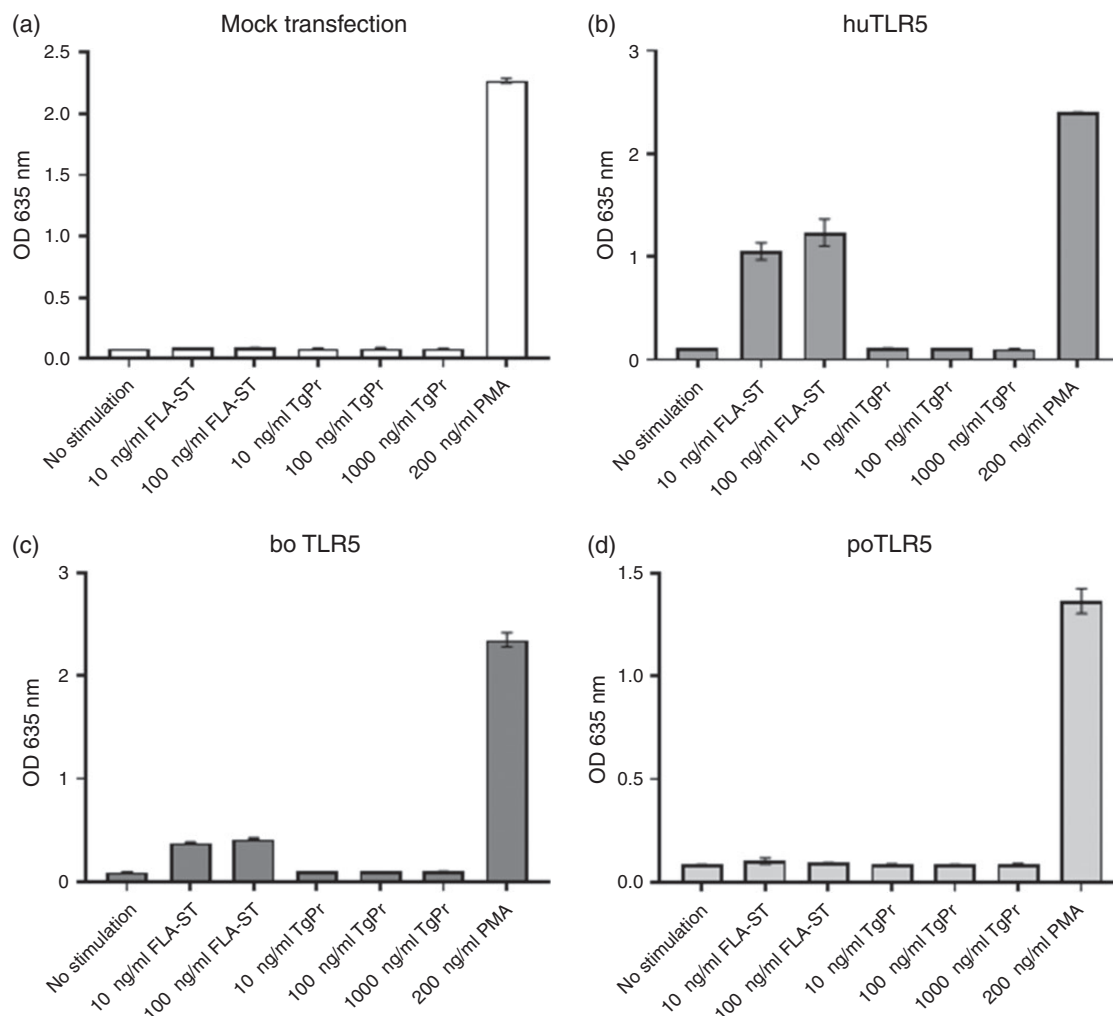 (a)
Mock transfection
2.5
2.0
1.5
1.0
0.5
0.0
OD 635 nm
No stimulation
10 ng/ml FLA-ST
100 ng/ml FLA-ST
10 ng/ml TgPr
100 ng/ml TgPr
1000 ng/ml TgPr
200 ng/ml PMA
(b)
huTLR5
3
2
1
0
OD 635 nm
No stimulation
10 ng/ml FLA-ST
100 ng/ml FLA-ST
10 ng/ml TgPr
100 ng/ml TgPr
1000 ng/ml TgPr
200 ng/ml PMA
(c)
bo TLR5
3
2
1
0
OD 635 nm
No stimulation
10 ng/ml FLA-ST
100 ng/ml FLA-ST
10 ng/ml TgPr
100 ng/ml TgPr
1000 ng/ml TgPr
200 ng/ml PMA
(d)
poTLR5
1.5
1.0
0.5
0.0
OD 635 nm
No stimulation
10 ng/ml FLA-ST
100 ng/ml FLA-ST
10 ng/ml TgPr
100 ng/ml TgPr
1000 ng/ml TgPr
200 ng/ml PMA